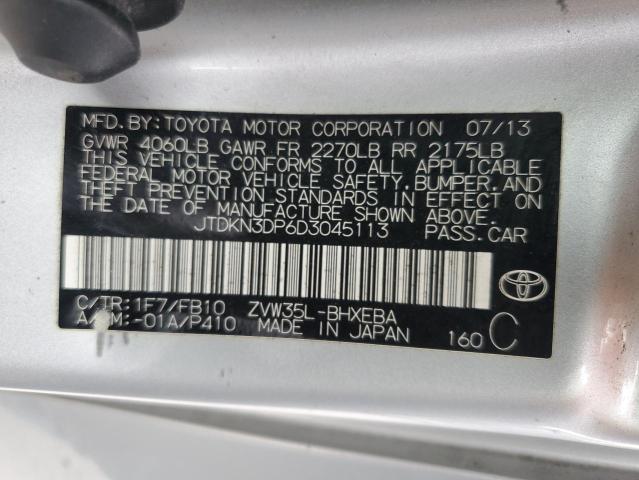 MFD. BY: TOYOTA MOTOR CORPORATION 07/13
GVWR 4060LB GAWR FR 2270LB RR 2175LB
THIS VEHICLE CONFORMS TO ALL APPLICABLE
FEDERAL MOTOR VEHICLE SAFETY, BUMPER, AND
THEFT PREVENTION STANDARDS IN EFFECT ON
THE DATE OF MANUFACTURE SHOWN ABOVE.
JTDKN3DP6D3045113 PASS. CAR
C/TR: 1F7/FB10 ZVW35L-BHXEBA
A/TM: -01A/P410 MADE IN JAPAN 160 C
TOYOTA